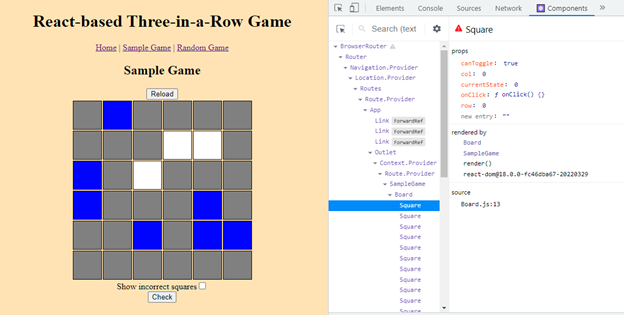 React-based Three-in-a-Row Game
Home | Sample Game | Random Game
Sample Game
Reload
Show incorrect squares
Check
Elements Console Sources Network Components »
Search (text
BrowserRouter
Router
Navigation.Provider
Location.Provider
Routes
Route.Provider
App
Link ForwardRef
Link ForwardRef
Link ForwardRef
Outlet
Context.Provider
Route.Provider
SampleGame
Board
Square
Square
Square
Square
Square
Square
Square
Square
Square
Square
Square
Square
props
canToggle: true
col: 0
currentState: 0
onClick: ƒ onClick() {}
row: 0
new entry: ""
rendered by
Board
SampleGame
render()
react-dom@18.0.0-fc46dba67-20220329
source
Board.js:13